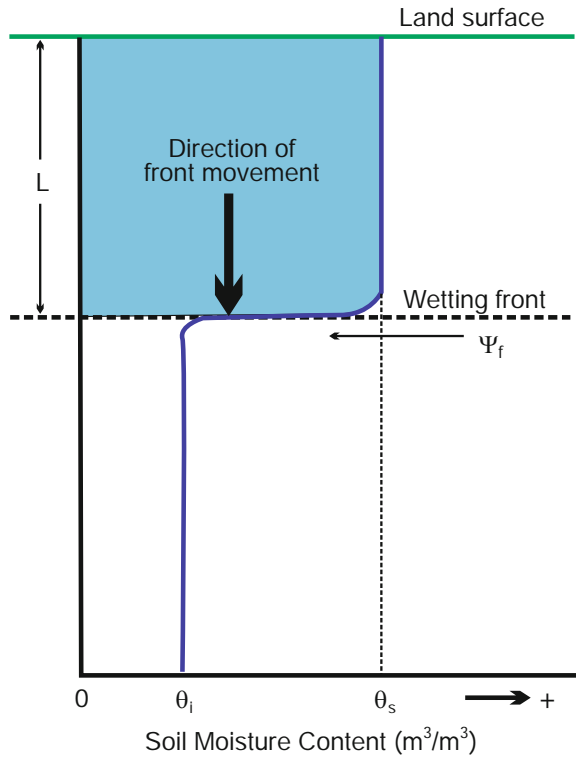 Land surface
Direction of
front movement
L
Wetting front
Ψf
0 θi θs +
Soil Moisture Content (m³/m³)